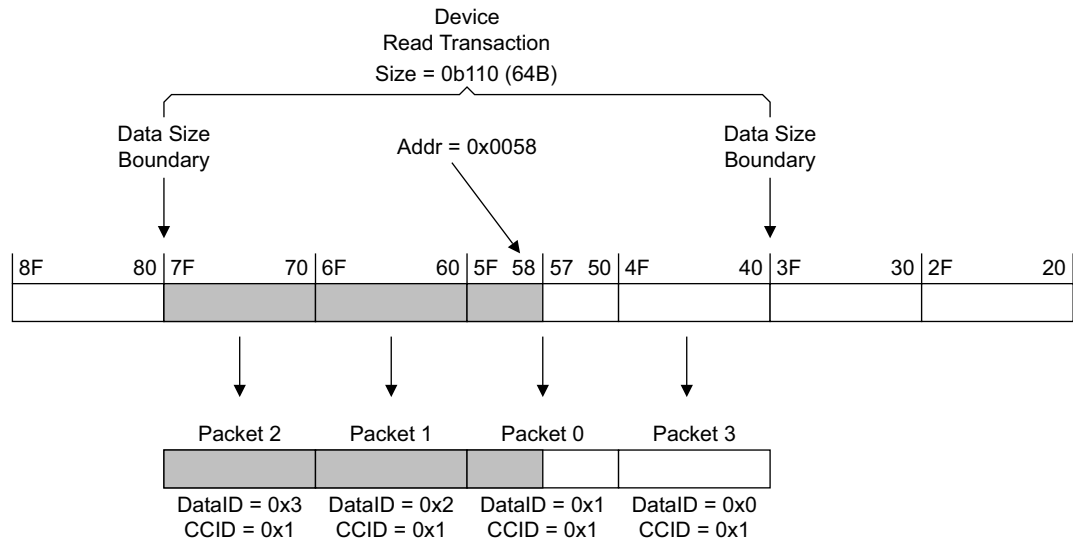 Device
Read Transaction
Size = 0b110 (64B)
Data Size
Boundary
Addr = 0x0058
Data Size
Boundary
8F 80 7F 70 6F 60 5F 58 57 50 4F 40 3F 30 2F 20
Packet 2 Packet 1 Packet 0 Packet 3
DataID = 0x3 DataID = 0x2 DataID = 0x1 DataID = 0x0
CCID = 0x1 CCID = 0x1 CCID = 0x1 CCID = 0x1